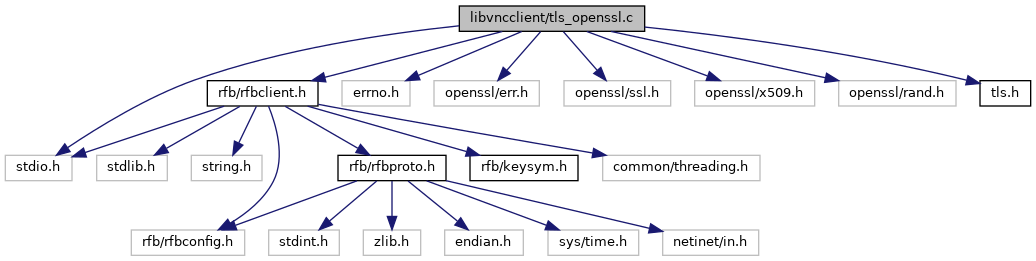 libvncclient/tls_openssl.c
rfb/rfbclient.h
errno.h
openssl/err.h
openssl/ssl.h
openssl/x509.h
openssl/rand.h
tls.h
stdio.h
stdlib.h
string.h
rfb/rfbproto.h
rfb/keysym.h
common/threading.h
rfb/rfbconfig.h
stdint.h
zlib.h
endian.h
sys/time.h
netinet/in.h